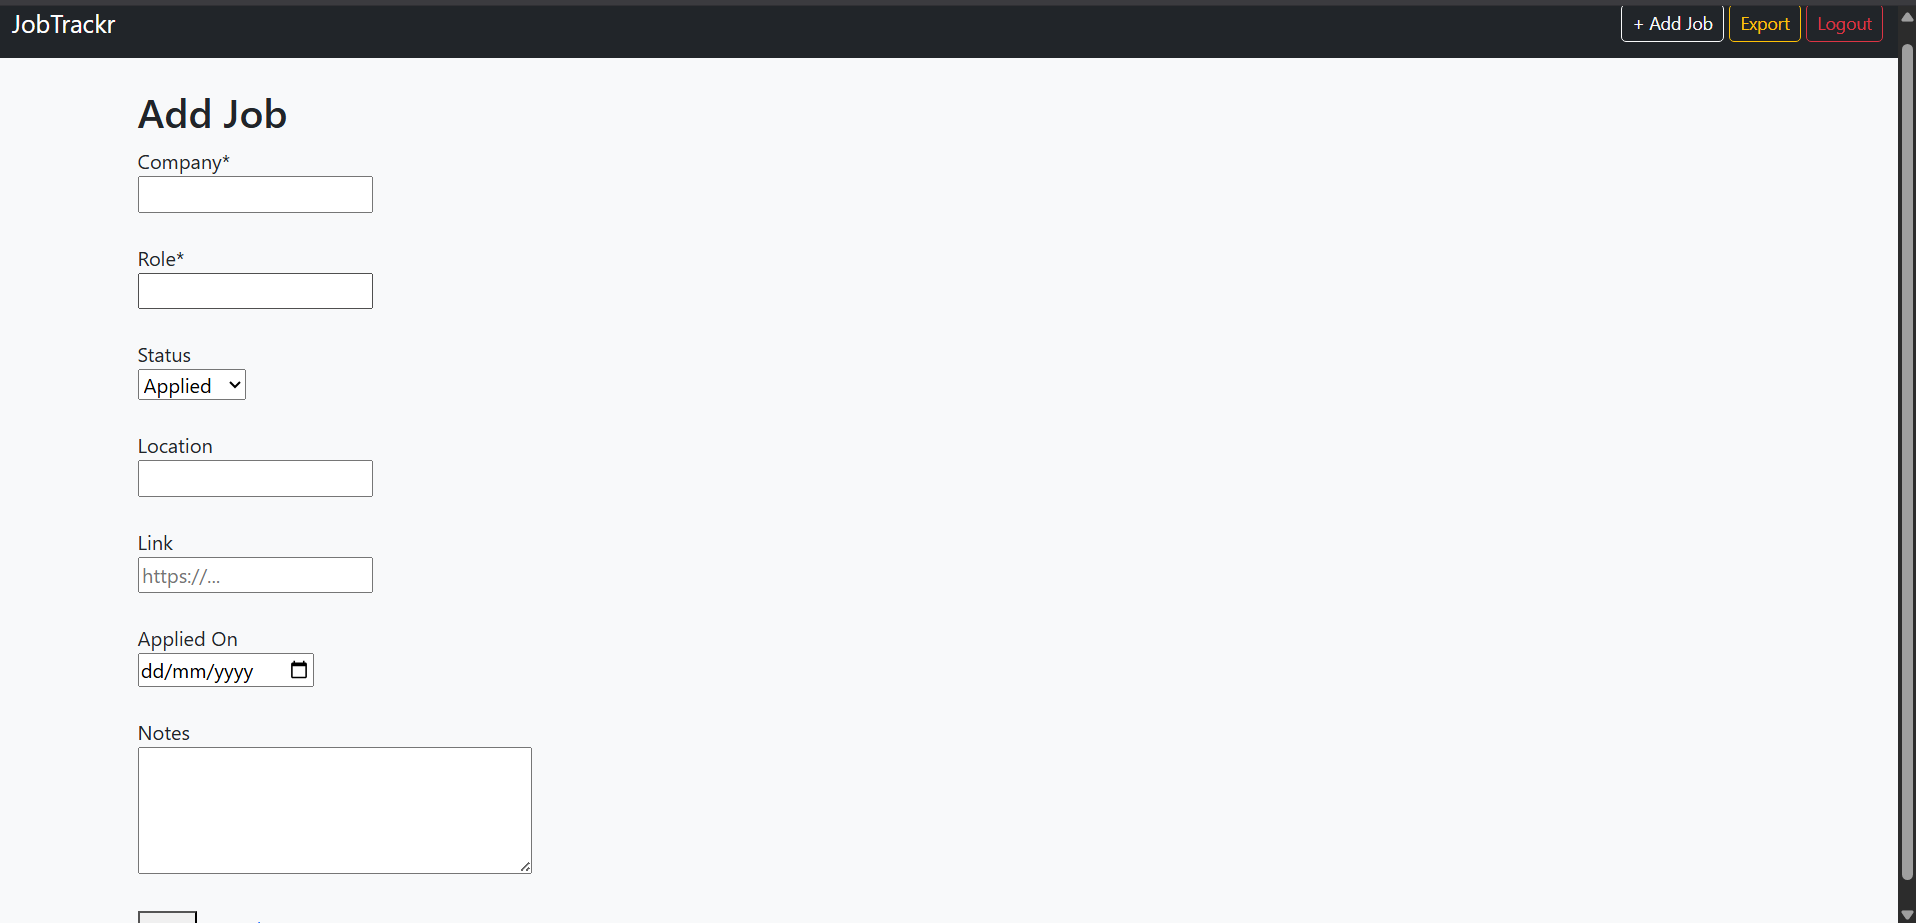 JobTrackr
+ Add Job Export Logout
Add Job
Company*
Role*
Status
Applied
Location
Link
https://...
Applied On
dd/mm/yyyy
Notes